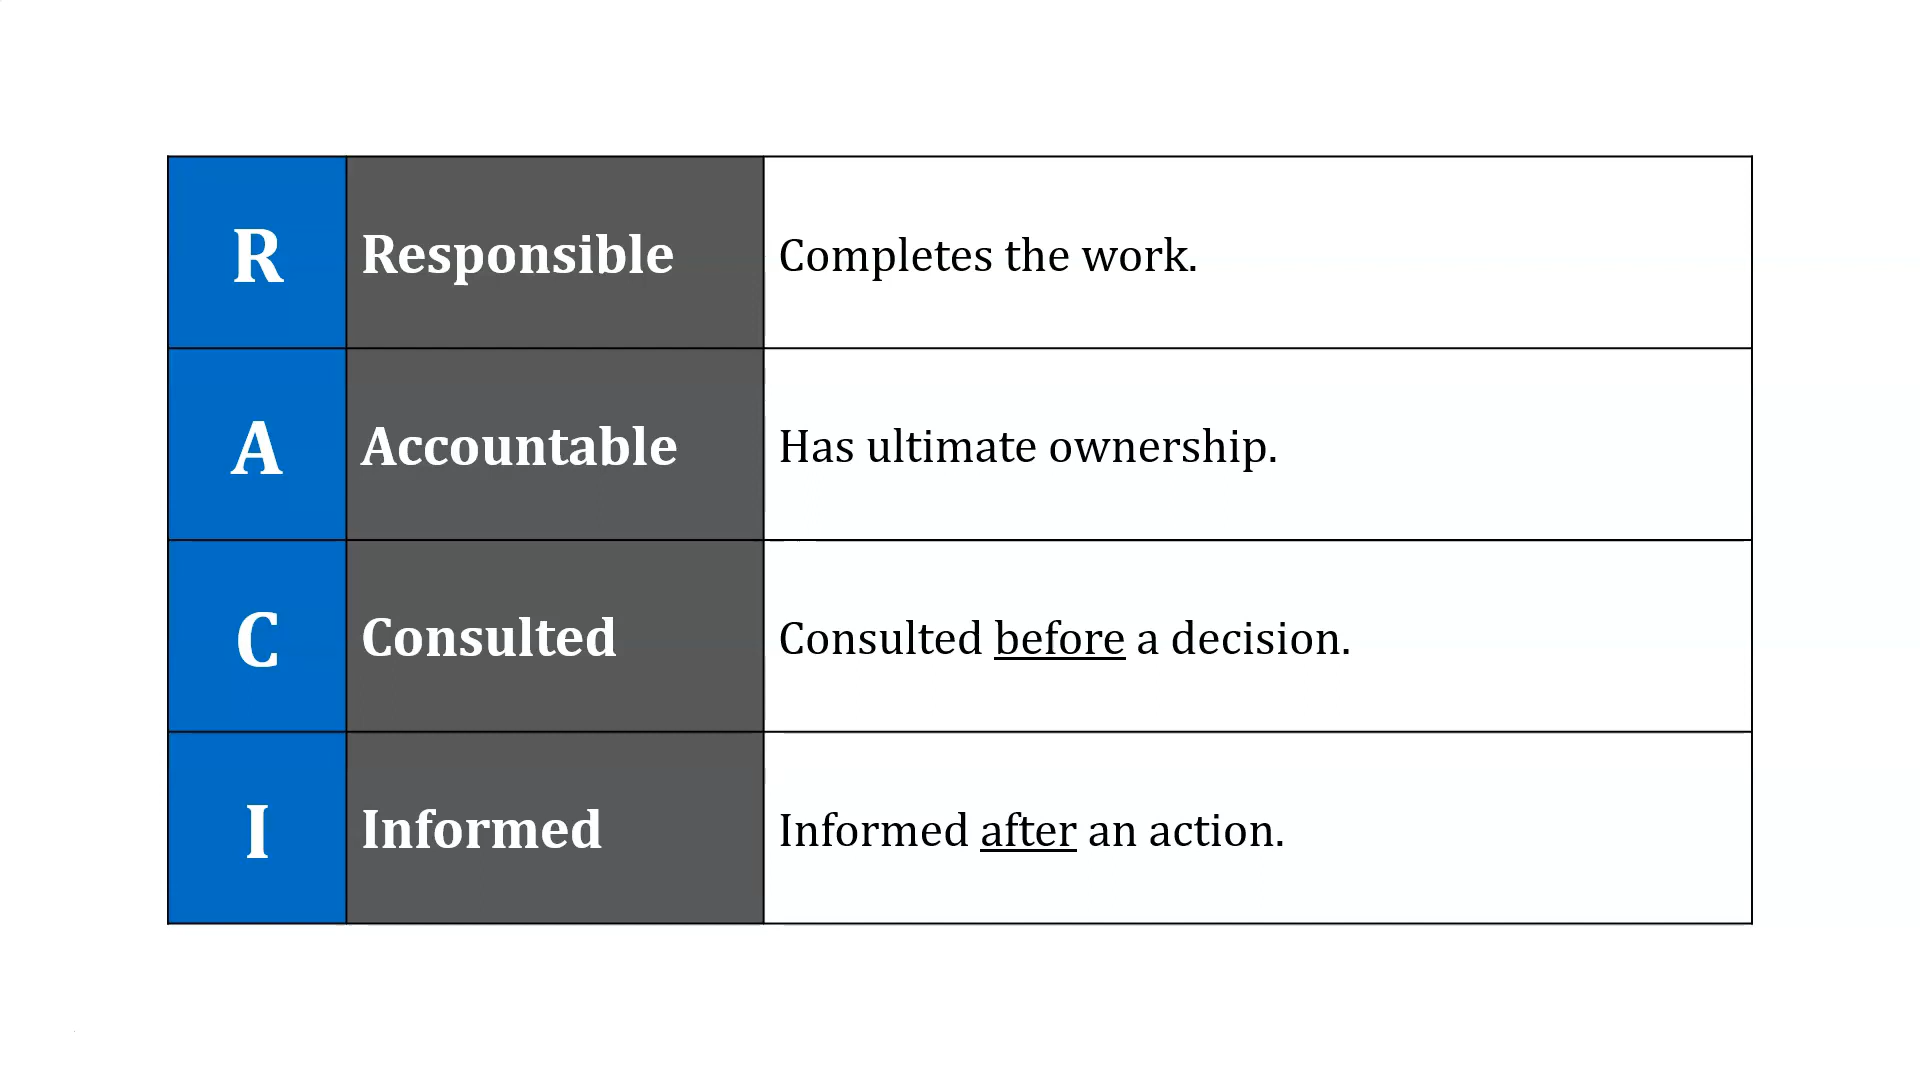 R Responsible Completes the work.
A Accountable Has ultimate ownership.
C Consulted Consulted before a decision.
I Informed Informed after an action.